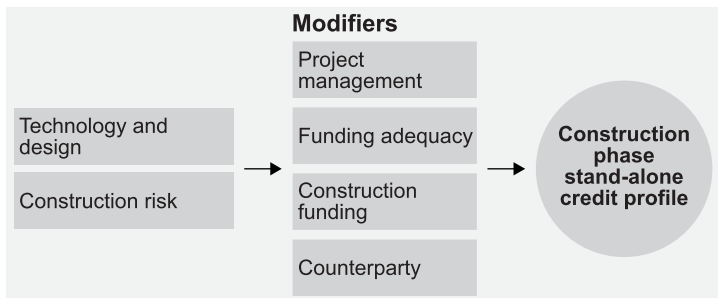 Modifiers
Technology and
design
Construction risk
Project
management
Funding adequacy
Construction
funding
Counterparty
Construction
phase
stand-alone
credit profile